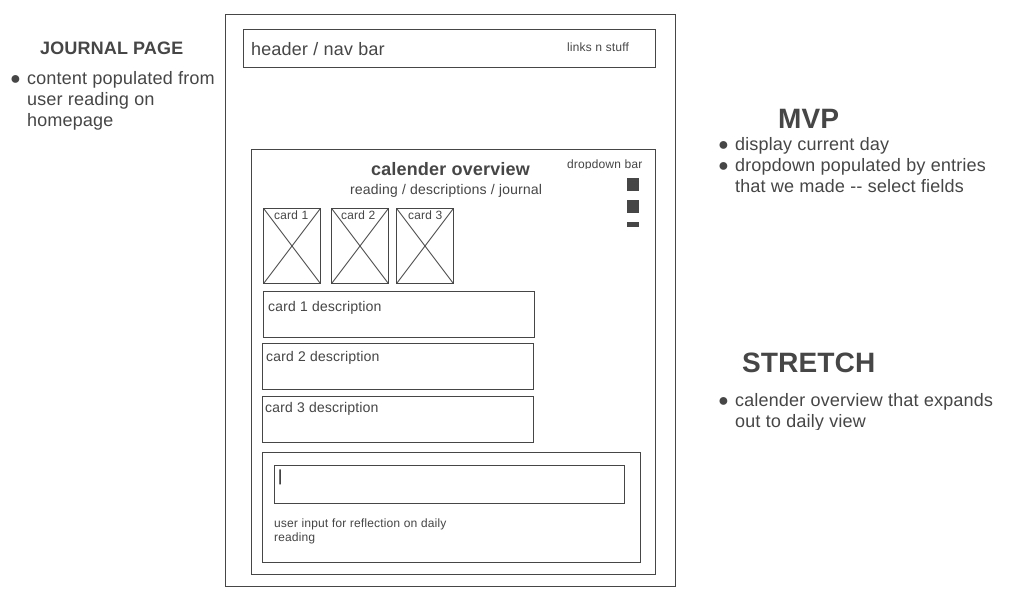 JOURNAL PAGE
● content populated from
user reading on
homepage
header / nav bar
links n stuff
calender overview
dropdown bar
reading / descriptions / journal
card 1
card 2
card 3
card 1 description
card 2 description
card 3 description
user input for reflection on daily
reading
MVP
● display current day
● dropdown populated by entries
that we made -- select fields
STRETCH
● calender overview that expands
out to daily view